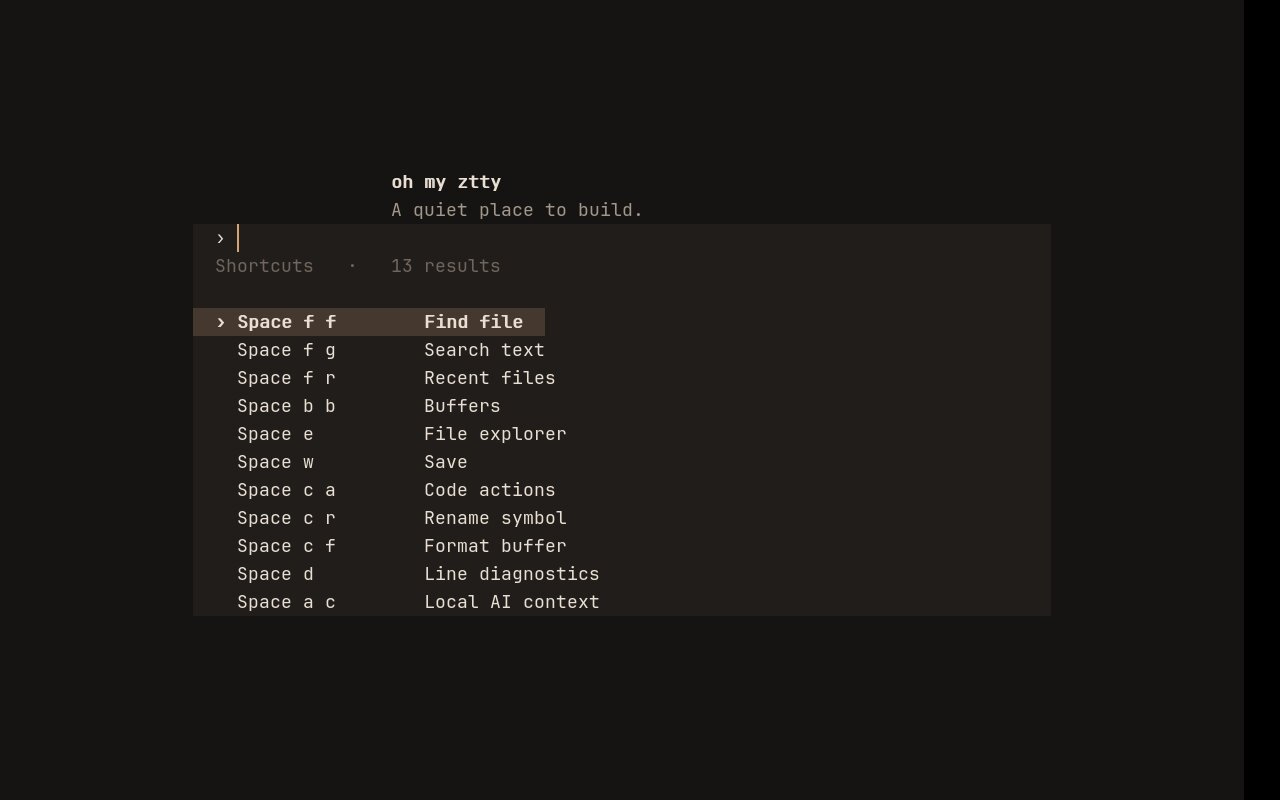 oh my ztty
A quiet place to build.
›
Shortcuts · 13 results
› Space f f Find file
Space f g Search text
Space f r Recent files
Space b b Buffers
Space e File explorer
Space w Save
Space c a Code actions
Space c r Rename symbol
Space c f Format buffer
Space d Line diagnostics
Space a c Local AI context